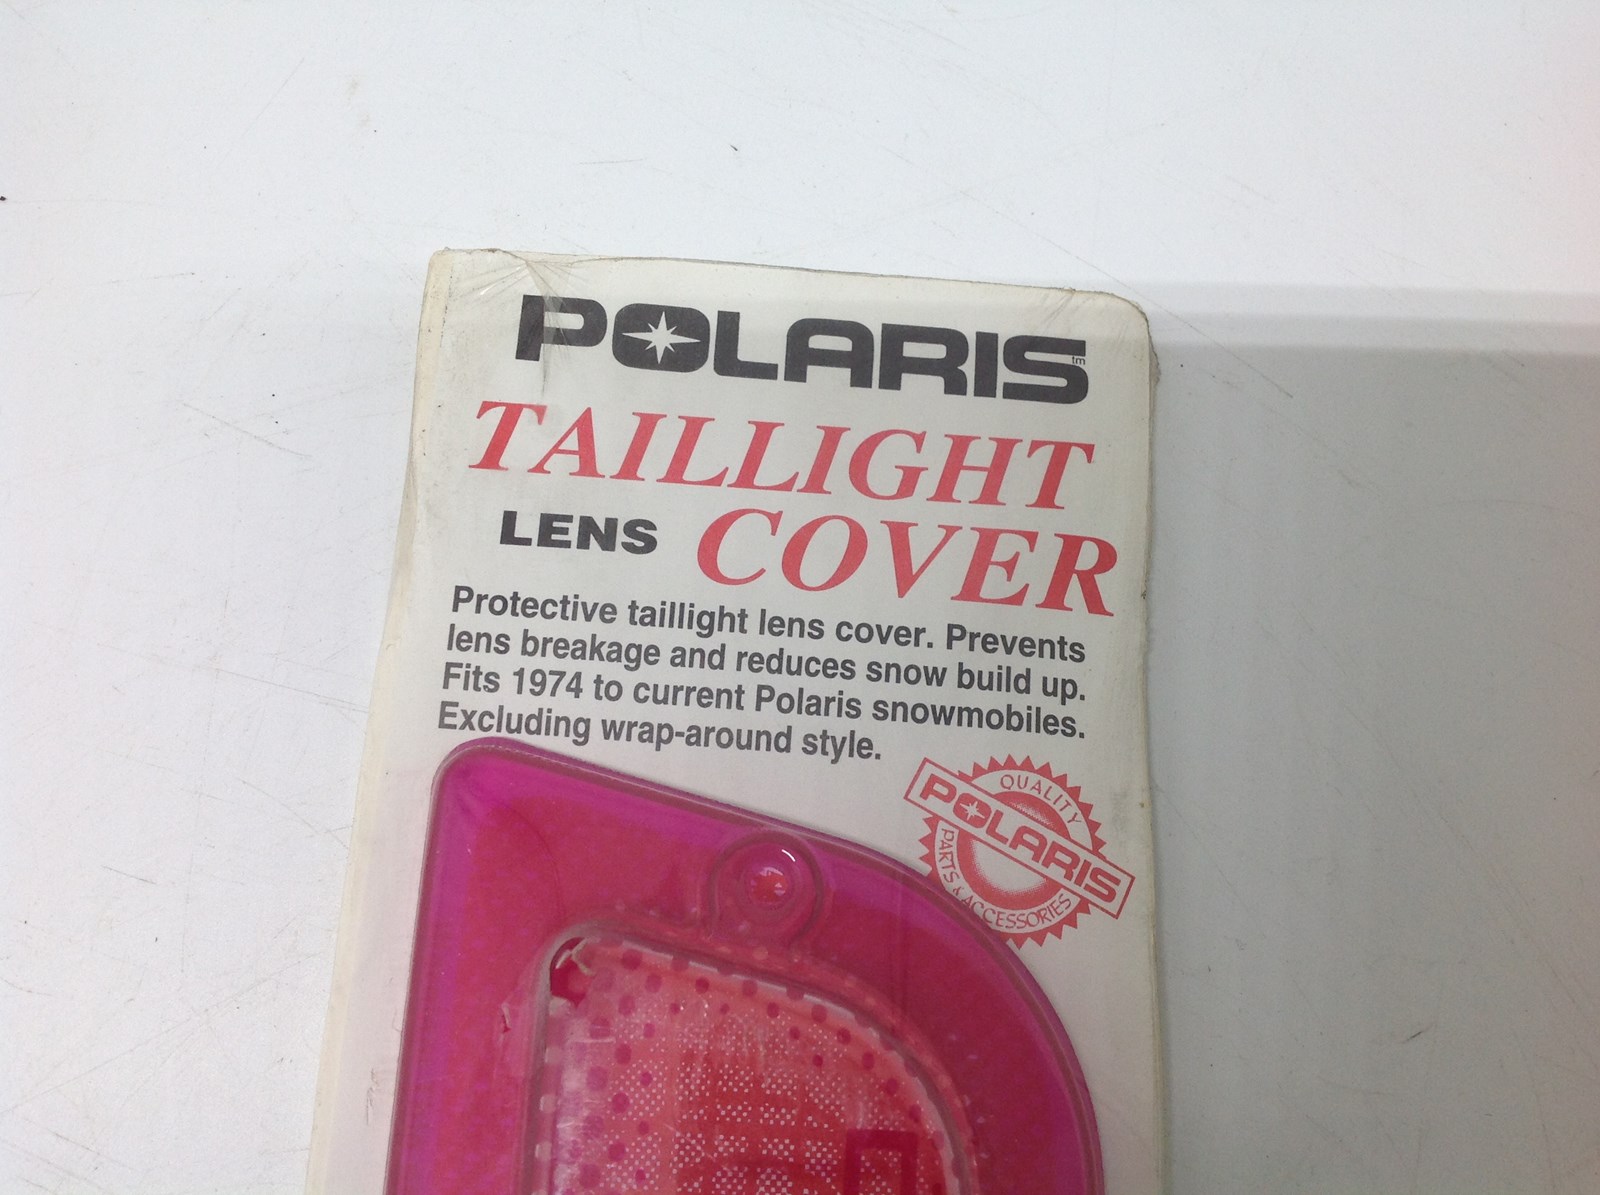 POLARIS™
TAILLIGHT
LENS COVER
Protective taillight lens cover. Prevents
lens breakage and reduces snow build up.
Fits 1974 to current Polaris snowmobiles.
Excluding wrap-around style.
QUALITY
POLARIS
PARTS & ACCESSORIES